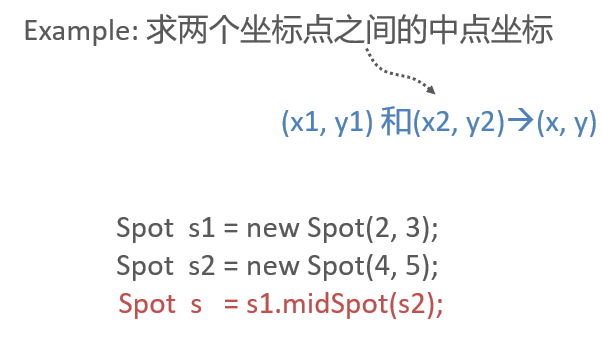 Example: 求两个坐标点之间的中点坐标
(x1, y1) 和(x2, y2)→(x, y)
Spot s1 = new Spot(2, 3);
Spot s2 = new Spot(4, 5);
Spot s = s1.midSpot(s2);